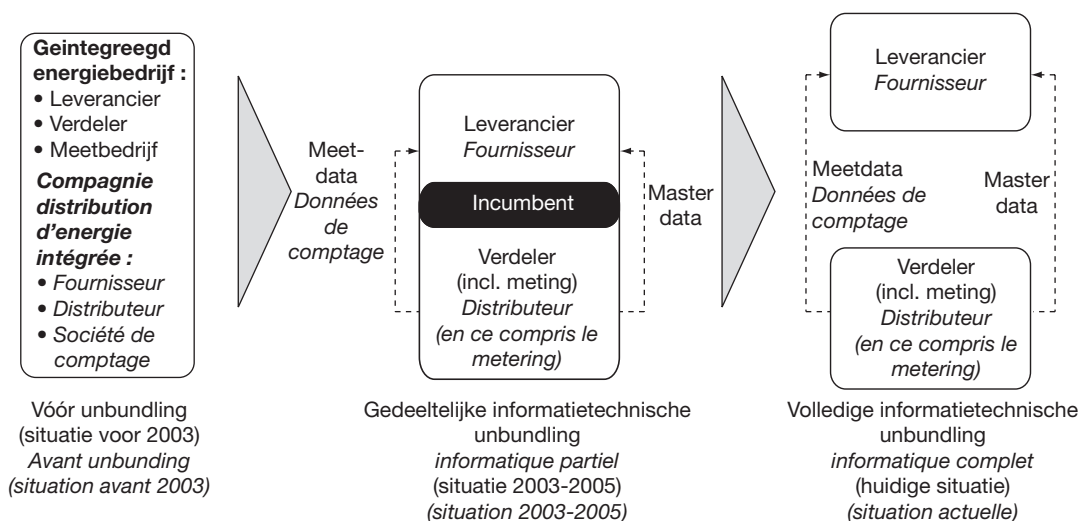 Geintegreegd
energiebedrijf :
• Leverancier
• Verdeler
• Meetbedrijf
Compagnie
distribution
d'energie
intégrée :
• Fournisseur
• Distributeur
• Société de
comptage
Vóór unbundling
(situatie voor 2003)
Avant unbunding
(situation avant 2003)
Meet-
data
Données
de
comptage
Leverancier
Fournisseur
Incumbent
Verdeler
(incl. meting)
Distributeur
(en ce compris le
metering)
Master
data
Gedeeltelijke informatietechnische
unbundling
informatique partiel
(situatie 2003-2005)
(situation 2003-2005)
Leverancier
Fournisseur
Meetdata
Données de
comptage
Master
data
Verdeler
(incl. meting)
Distributeur
(en ce compris le
metering)
Volledige informatietechnische
unbundling
informatique complet
(huidige situatie)
(situation actuelle)